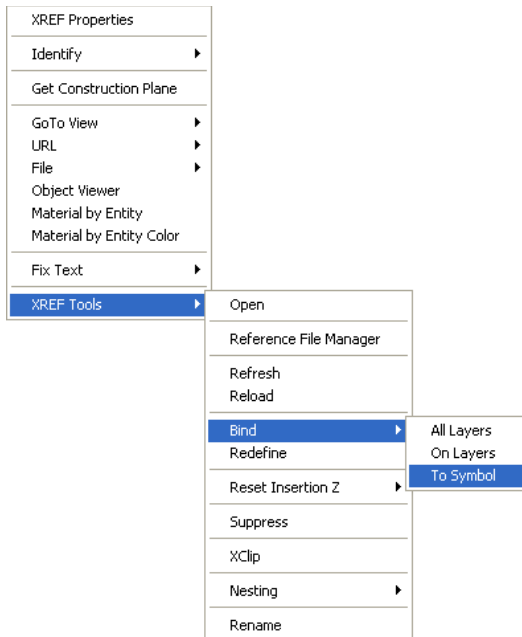 XREF Properties
Identify
Get Construction Plane
GoTo View
URL
File
Object Viewer
Material by Entity
Material by Entity Color
Fix Text
XREF Tools
Open
Reference File Manager
Refresh
Reload
Bind
Redefine
Reset Insertion Z
Suppress
XClip
Nesting
Rename
All Layers
On Layers
To Symbol